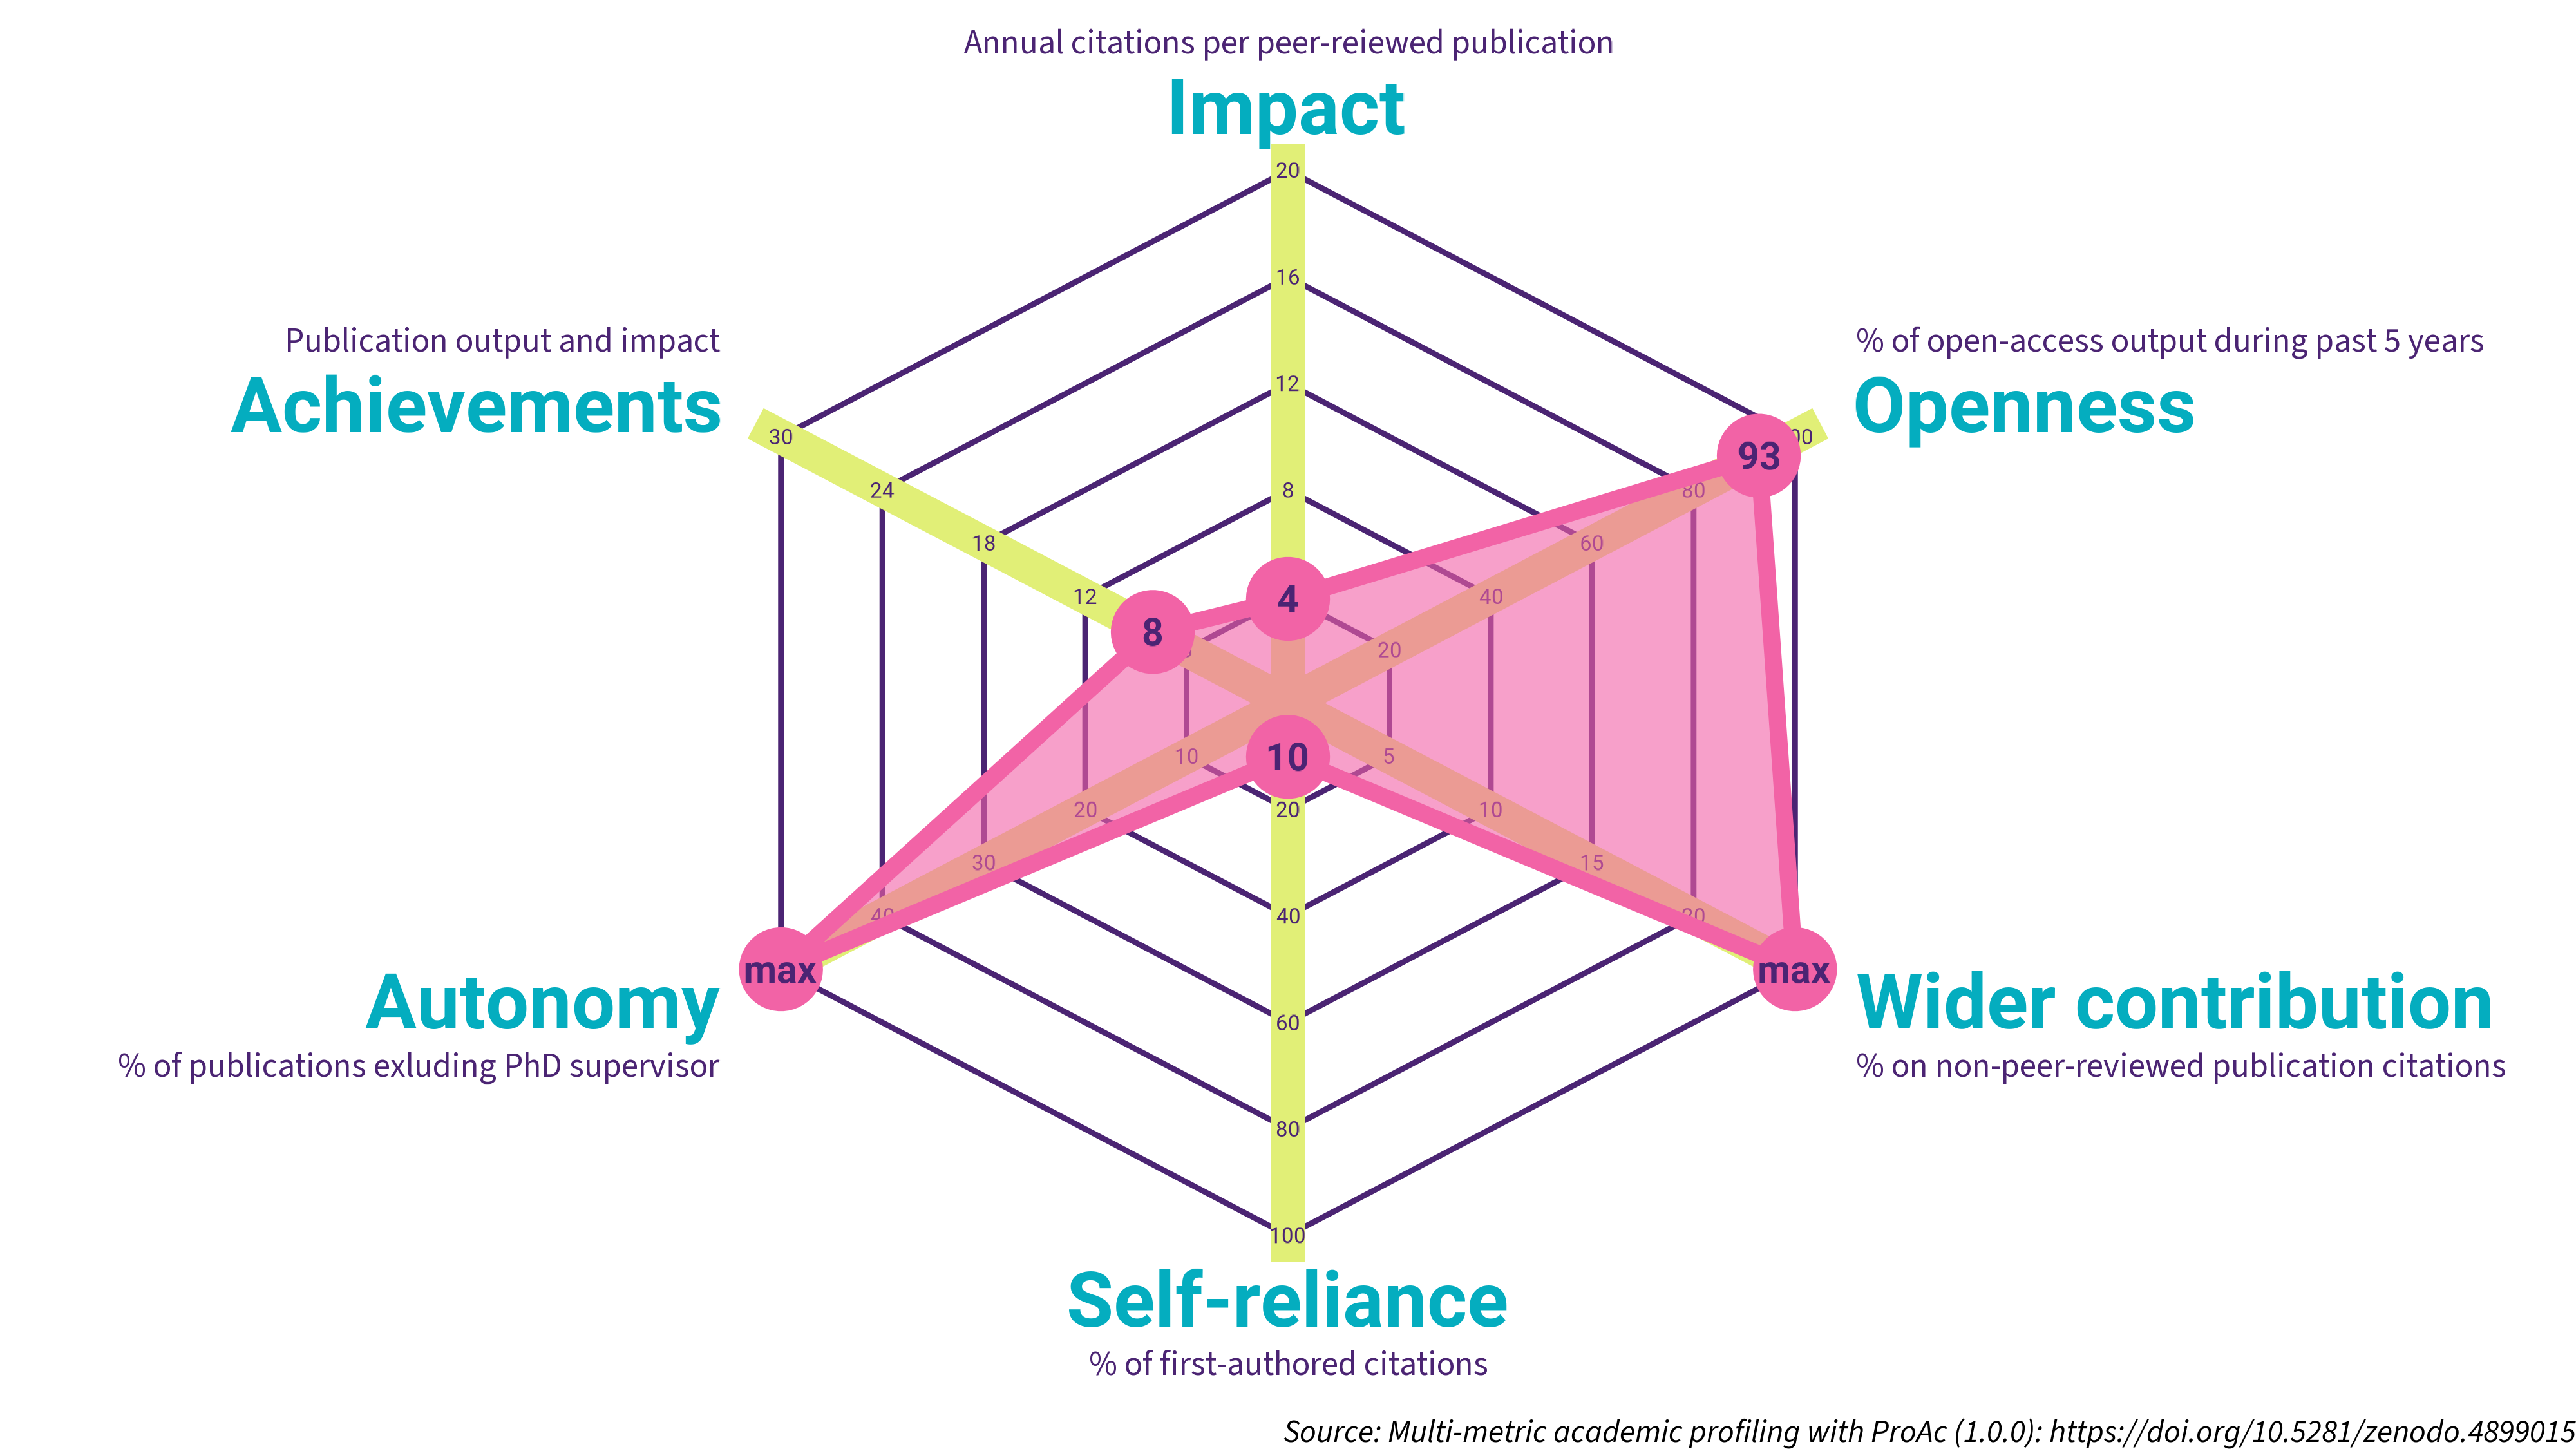 Annual citations per peer-reiewed publication
Impact
20
16
12
8
4
Publication output and impact
Achievements
30
24
18
12
8
% of open-access output during past 5 years
Openness
93
80
60
40
20
10
20
30
40
max
Autonomy
% of publications exluding PhD supervisor
5
10
15
20
max
Wider contribution
% on non-peer-reviewed publication citations
10
20
40
60
80
100
Self-reliance
% of first-authored citations
Source: Multi-metric academic profiling with ProAc (1.0.0): https://doi.org/10.5281/zenodo.4899015